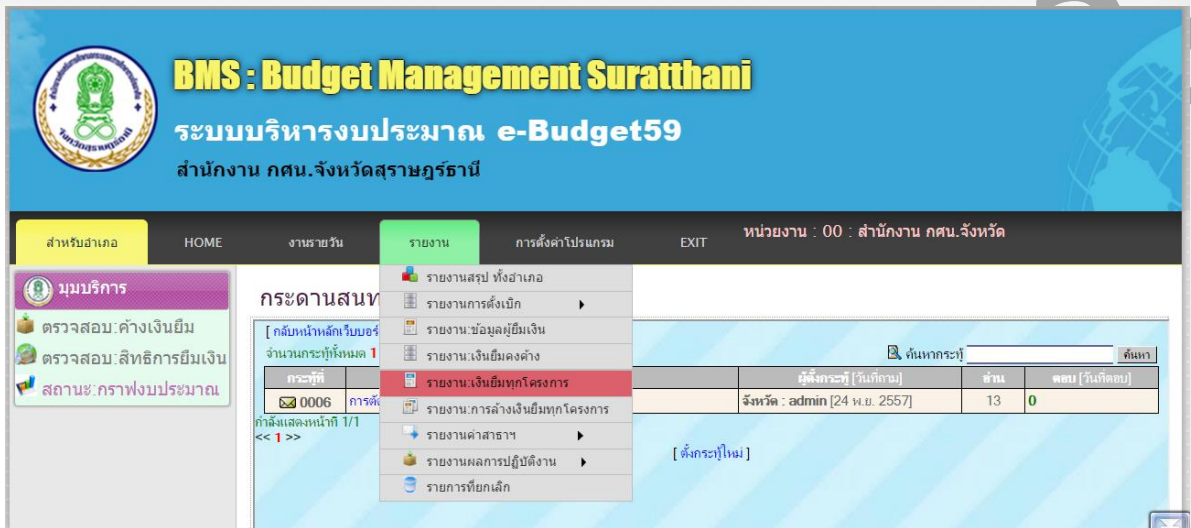 BMS : Budget Management Suratthani
ระบบบริหารงบประมาณ e-Budget59
สำนักงาน กศน.จังหวัดสุราษฎร์ธานี
สำหรับอำเภอ HOME งานรายวัน รายงาน การตั้งค่าโปรแกรม EXIT หน่วยงาน : 00 : สำนักงาน กศน.จังหวัด
มุมบริการ
ตรวจสอบ:ค้างเงินยืม
ตรวจสอบ:สิทธิการยืมเงิน
สถานะ:กราฟงบประมาณ
รายงานสรุป ทั้งอำเภอ
รายงานการตั้งเบิก
รายงาน:ข้อมูลผู้ยืมเงิน
รายงาน:เงินยืมคงค้าง
รายงาน:เงินยืมทุกโครงการ
รายงาน:การล้างเงินยืมทุกโครงการ
รายงานค่าสาธาฯ
รายงานผลการปฏิบัติงาน
รายการที่ยกเลิก
กระดานสนท
[ กลับหน้าหลักเว็บบอร์
จำนวนกระทู้ทั้งหมด 1 ค้นหากระทู้ ค้นหา
กระทู้ที่ ผู้ตั้งกระทู้ [วันที่ถาม] อ่าน ตอบ [วันที่ตอบ]
0006 การตั จังหวัด : admin [24 พ.ย. 2557] 13 0
กำลังแสดงหน้าที่ 1/1
<< 1 >>
[ ตั้งกระทู้ใหม่ ]